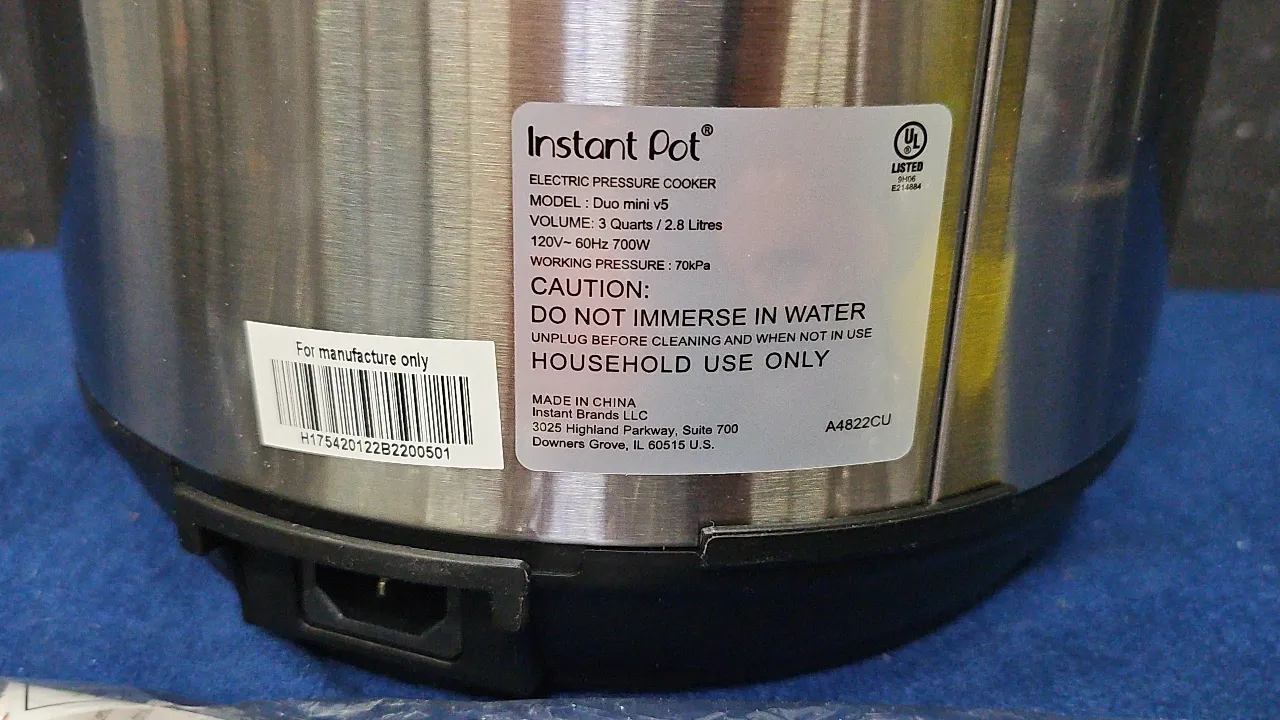 Instant Pot®
UL
®
LISTED
9H06
E214884
ELECTRIC PRESSURE COOKER
MODEL : Duo mini v5
VOLUME: 3 Quarts / 2.8 Litres
120V~ 60Hz 700W
WORKING PRESSURE : 70kPa
CAUTION:
DO NOT IMMERSE IN WATER
UNPLUG BEFORE CLEANING AND WHEN NOT IN USE
HOUSEHOLD USE ONLY
MADE IN CHINA
Instant Brands LLC
3025 Highland Parkway, Suite 700
Downers Grove, IL 60515 U.S.
A4822CU
For manufacture only
H175420122B2200501